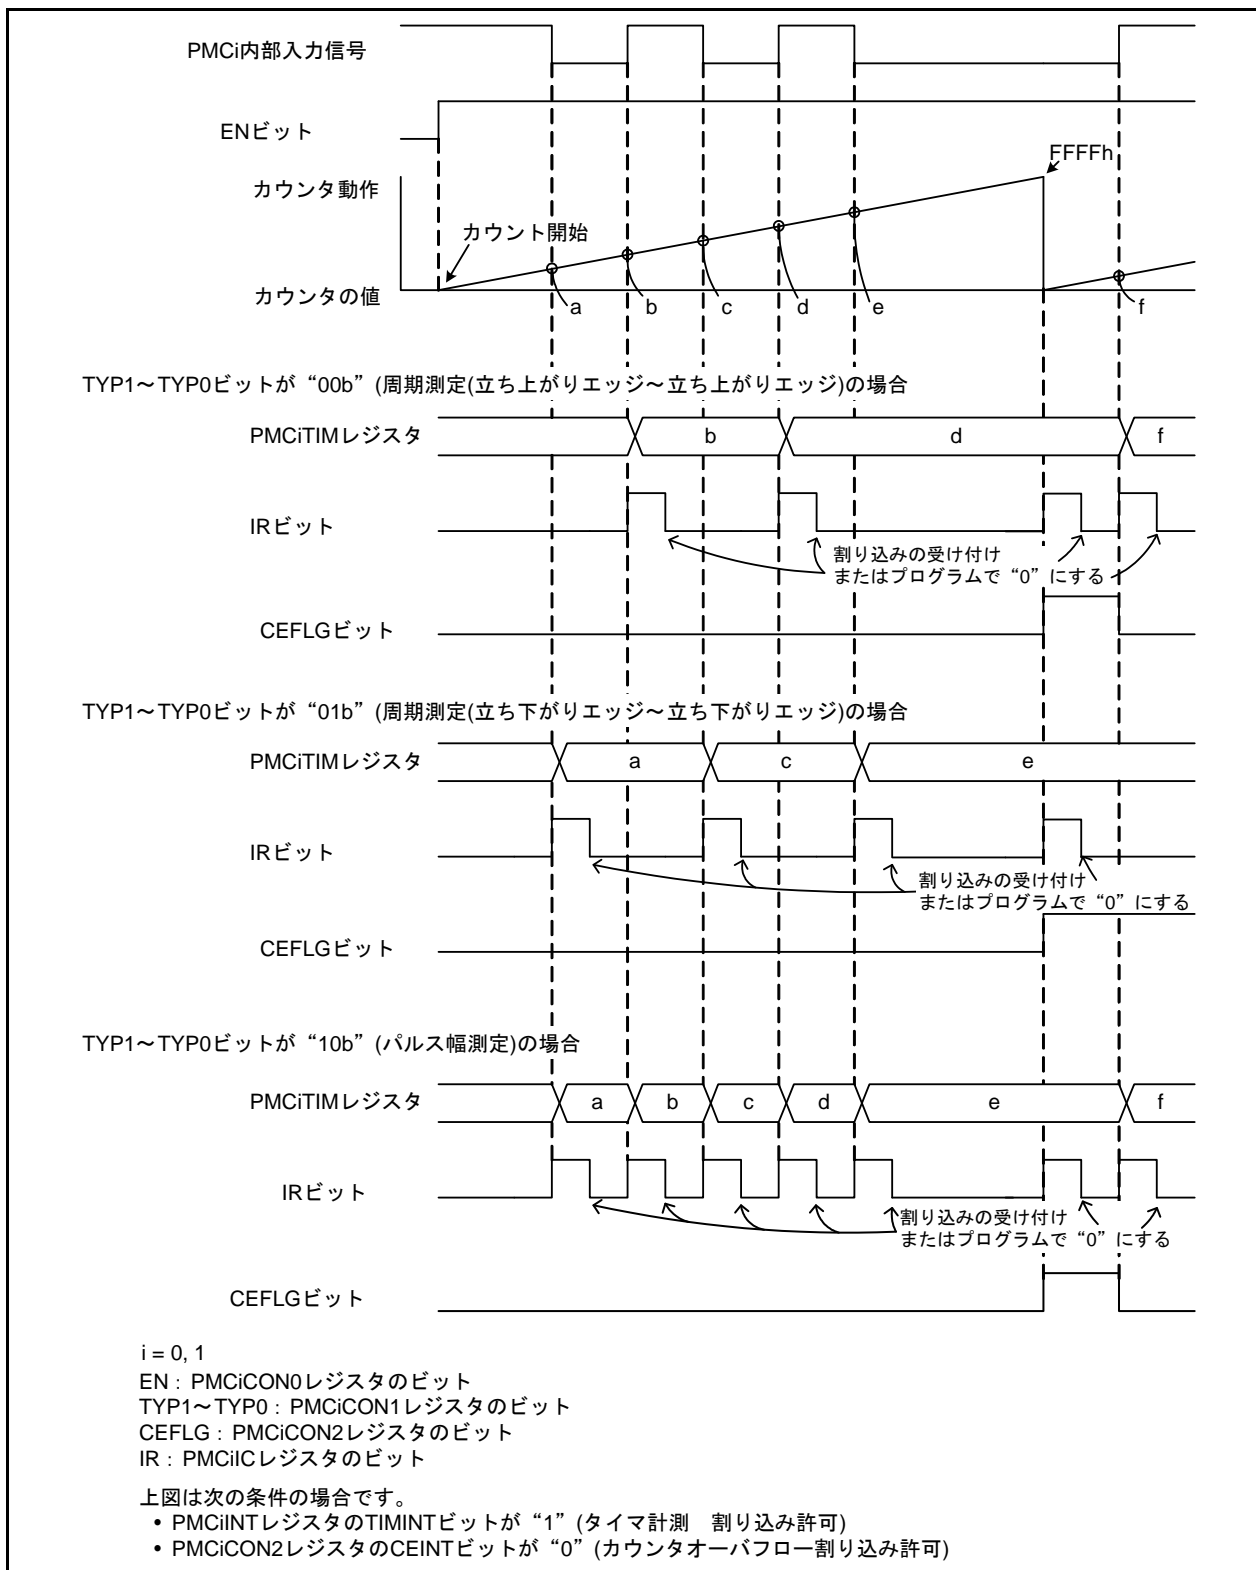 PMCi内部入力信号
ENビット
FFFFh
カウンタ動作
カウント開始
カウンタの値
a b c d e f
TYP1～TYP0ビットが“00b”(周期測定(立ち上がりエッジ～立ち上がりエッジ)の場合
PMCiTIMレジスタ b d f
IRビット
割り込みの受け付け
またはプログラムで“0”にする
CEFLGビット
TYP1～TYP0ビットが“01b”(周期測定(立ち下がりエッジ～立ち下がりエッジ)の場合
PMCiTIMレジスタ a c e
IRビット
割り込みの受け付け
またはプログラムで“0”にする
CEFLGビット
TYP1～TYP0ビットが“10b”(パルス幅測定)の場合
PMCiTIMレジスタ a b c d e f
IRビット
割り込みの受け付け
またはプログラムで“0”にする
CEFLGビット
i = 0, 1
EN : PMCiCON0レジスタのビット
TYP1～TYP0 : PMCiCON1レジスタのビット
CEFLG : PMCiCON2レジスタのビット
IR : PMCiICレジスタのビット
上図は次の条件の場合です。
• PMCiINTレジスタのTIMINTビットが“1”(タイマ計測　割り込み許可)
• PMCiCON2レジスタのCEINTビットが“0”(カウンタオーバフロー割り込み許可)